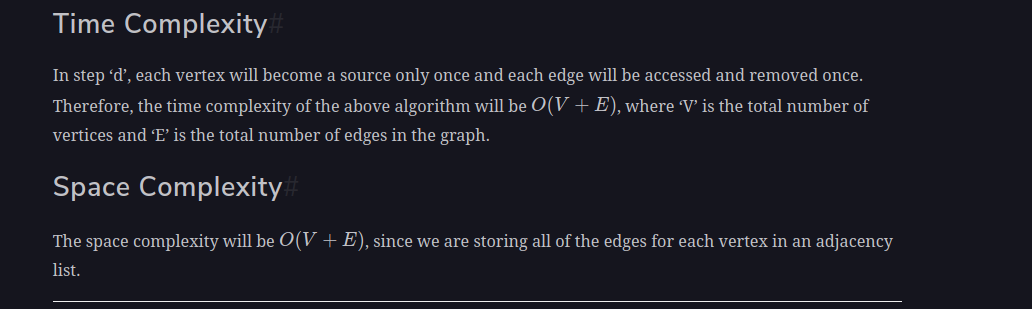 Time Complexity#
In step ‘d’, each vertex will become a source only once and each edge will be accessed and removed once.
Therefore, the time complexity of the above algorithm will be O(V + E), where ‘V’ is the total number of
vertices and ‘E’ is the total number of edges in the graph.
Space Complexity#
The space complexity will be O(V + E), since we are storing all of the edges for each vertex in an adjacency
list.